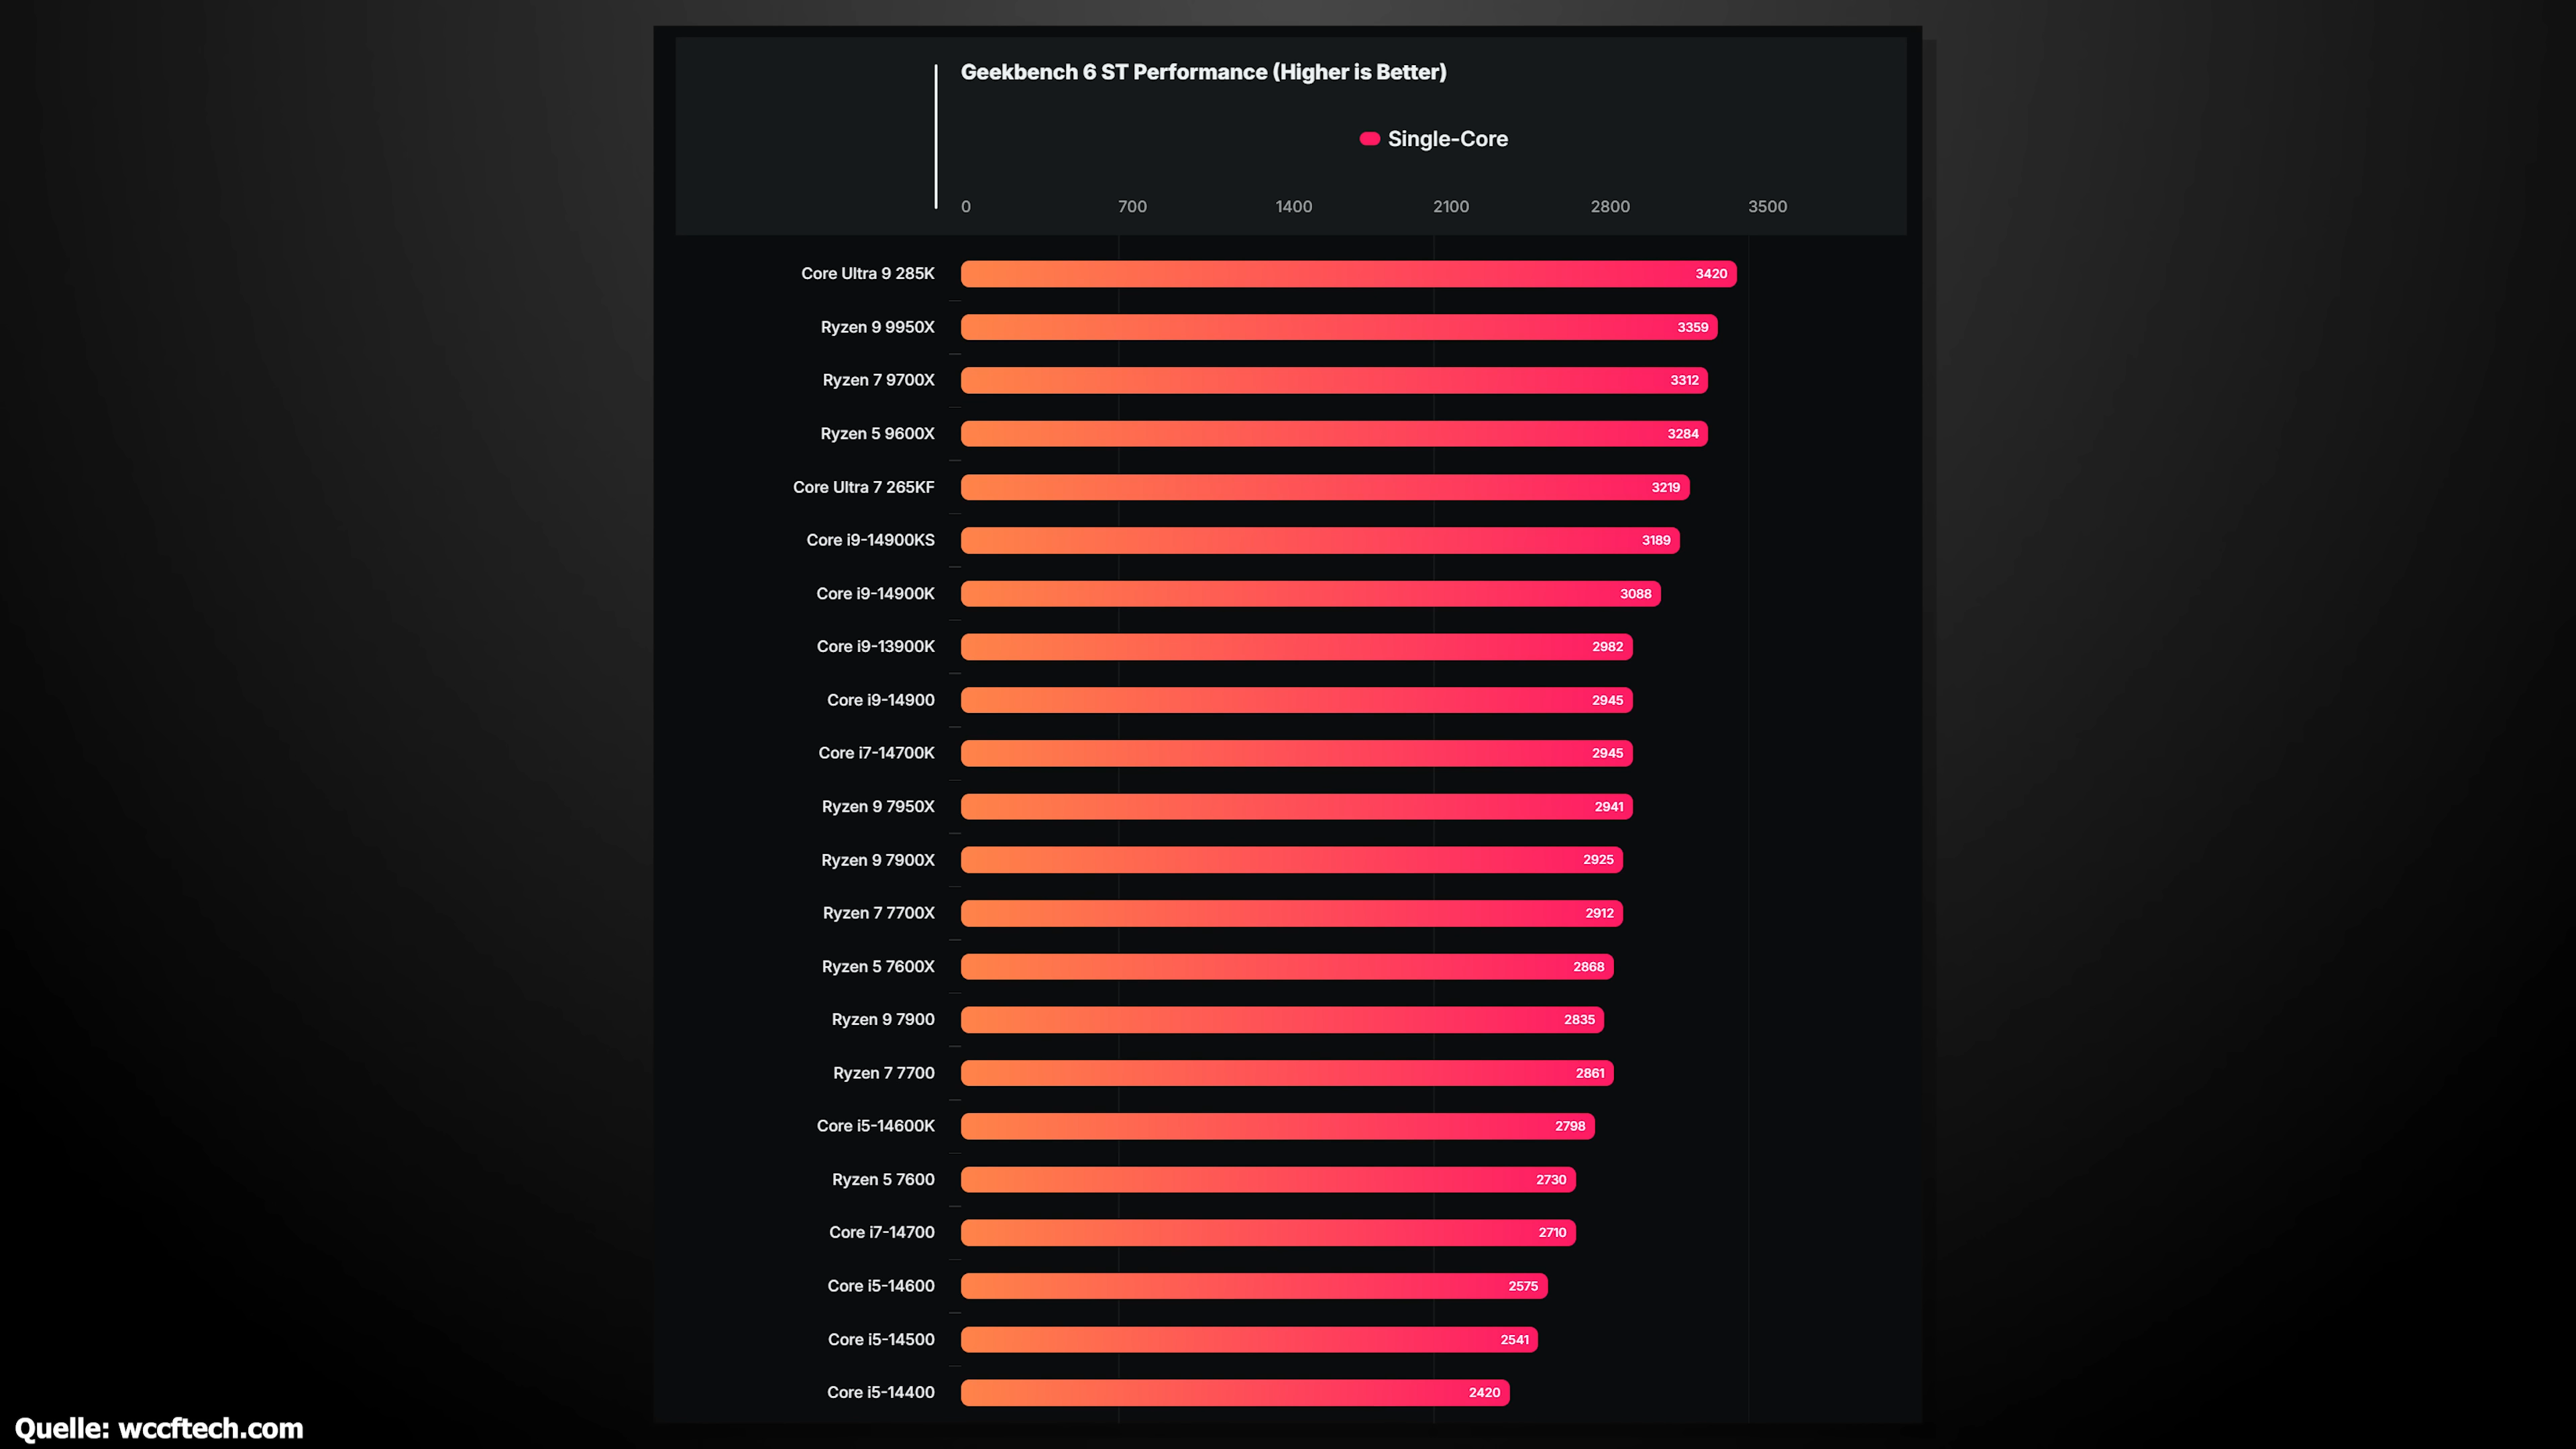 Geekbench 6 ST Performance (Higher is Better)
Single-Core
0 700 1400 2100 2800 3500
Core Ultra 9 285K 3420
Ryzen 9 9950X 3359
Ryzen 7 9700X 3312
Ryzen 5 9600X 3284
Core Ultra 7 265KF 3219
Core i9-14900KS 3189
Core i9-14900K 3088
Core i9-13900K 2982
Core i9-14900 2945
Core i7-14700K 2945
Ryzen 9 7950X 2941
Ryzen 9 7900X 2925
Ryzen 7 7700X 2912
Ryzen 5 7600X 2868
Ryzen 9 7900 2835
Ryzen 7 7700 2861
Core i5-14600K 2798
Ryzen 5 7600 2730
Core i7-14700 2710
Core i5-14600 2575
Core i5-14500 2541
Core i5-14400 2420
Quelle: wccftech.com